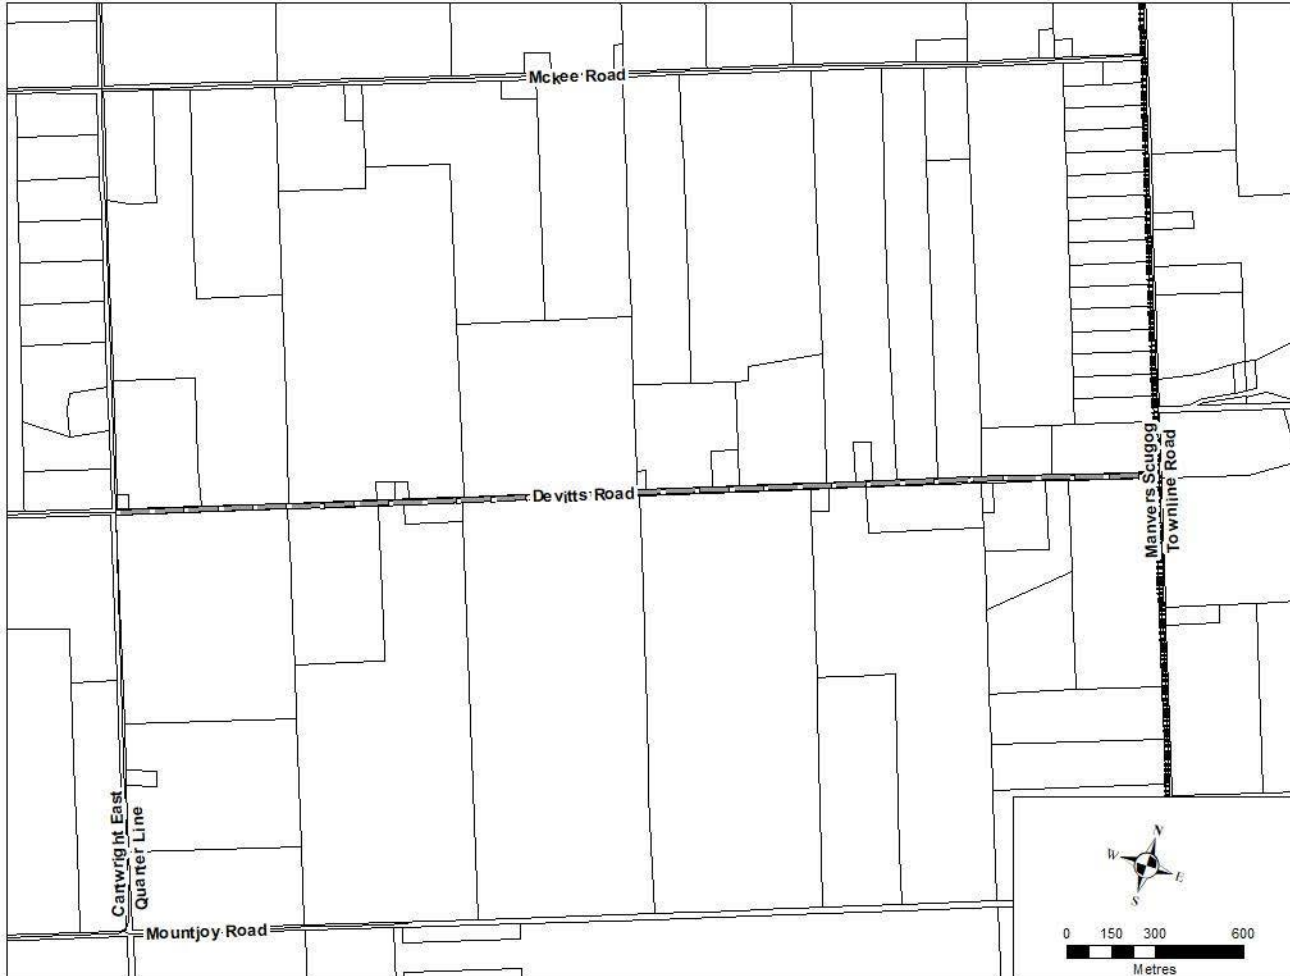 Mckee Road
Devitts Road
Manvers Scugog
Townline Road
Cartwright East
Quarter Line
Mountjoy Road
N
W
E
S
0 150 300 600
Metres